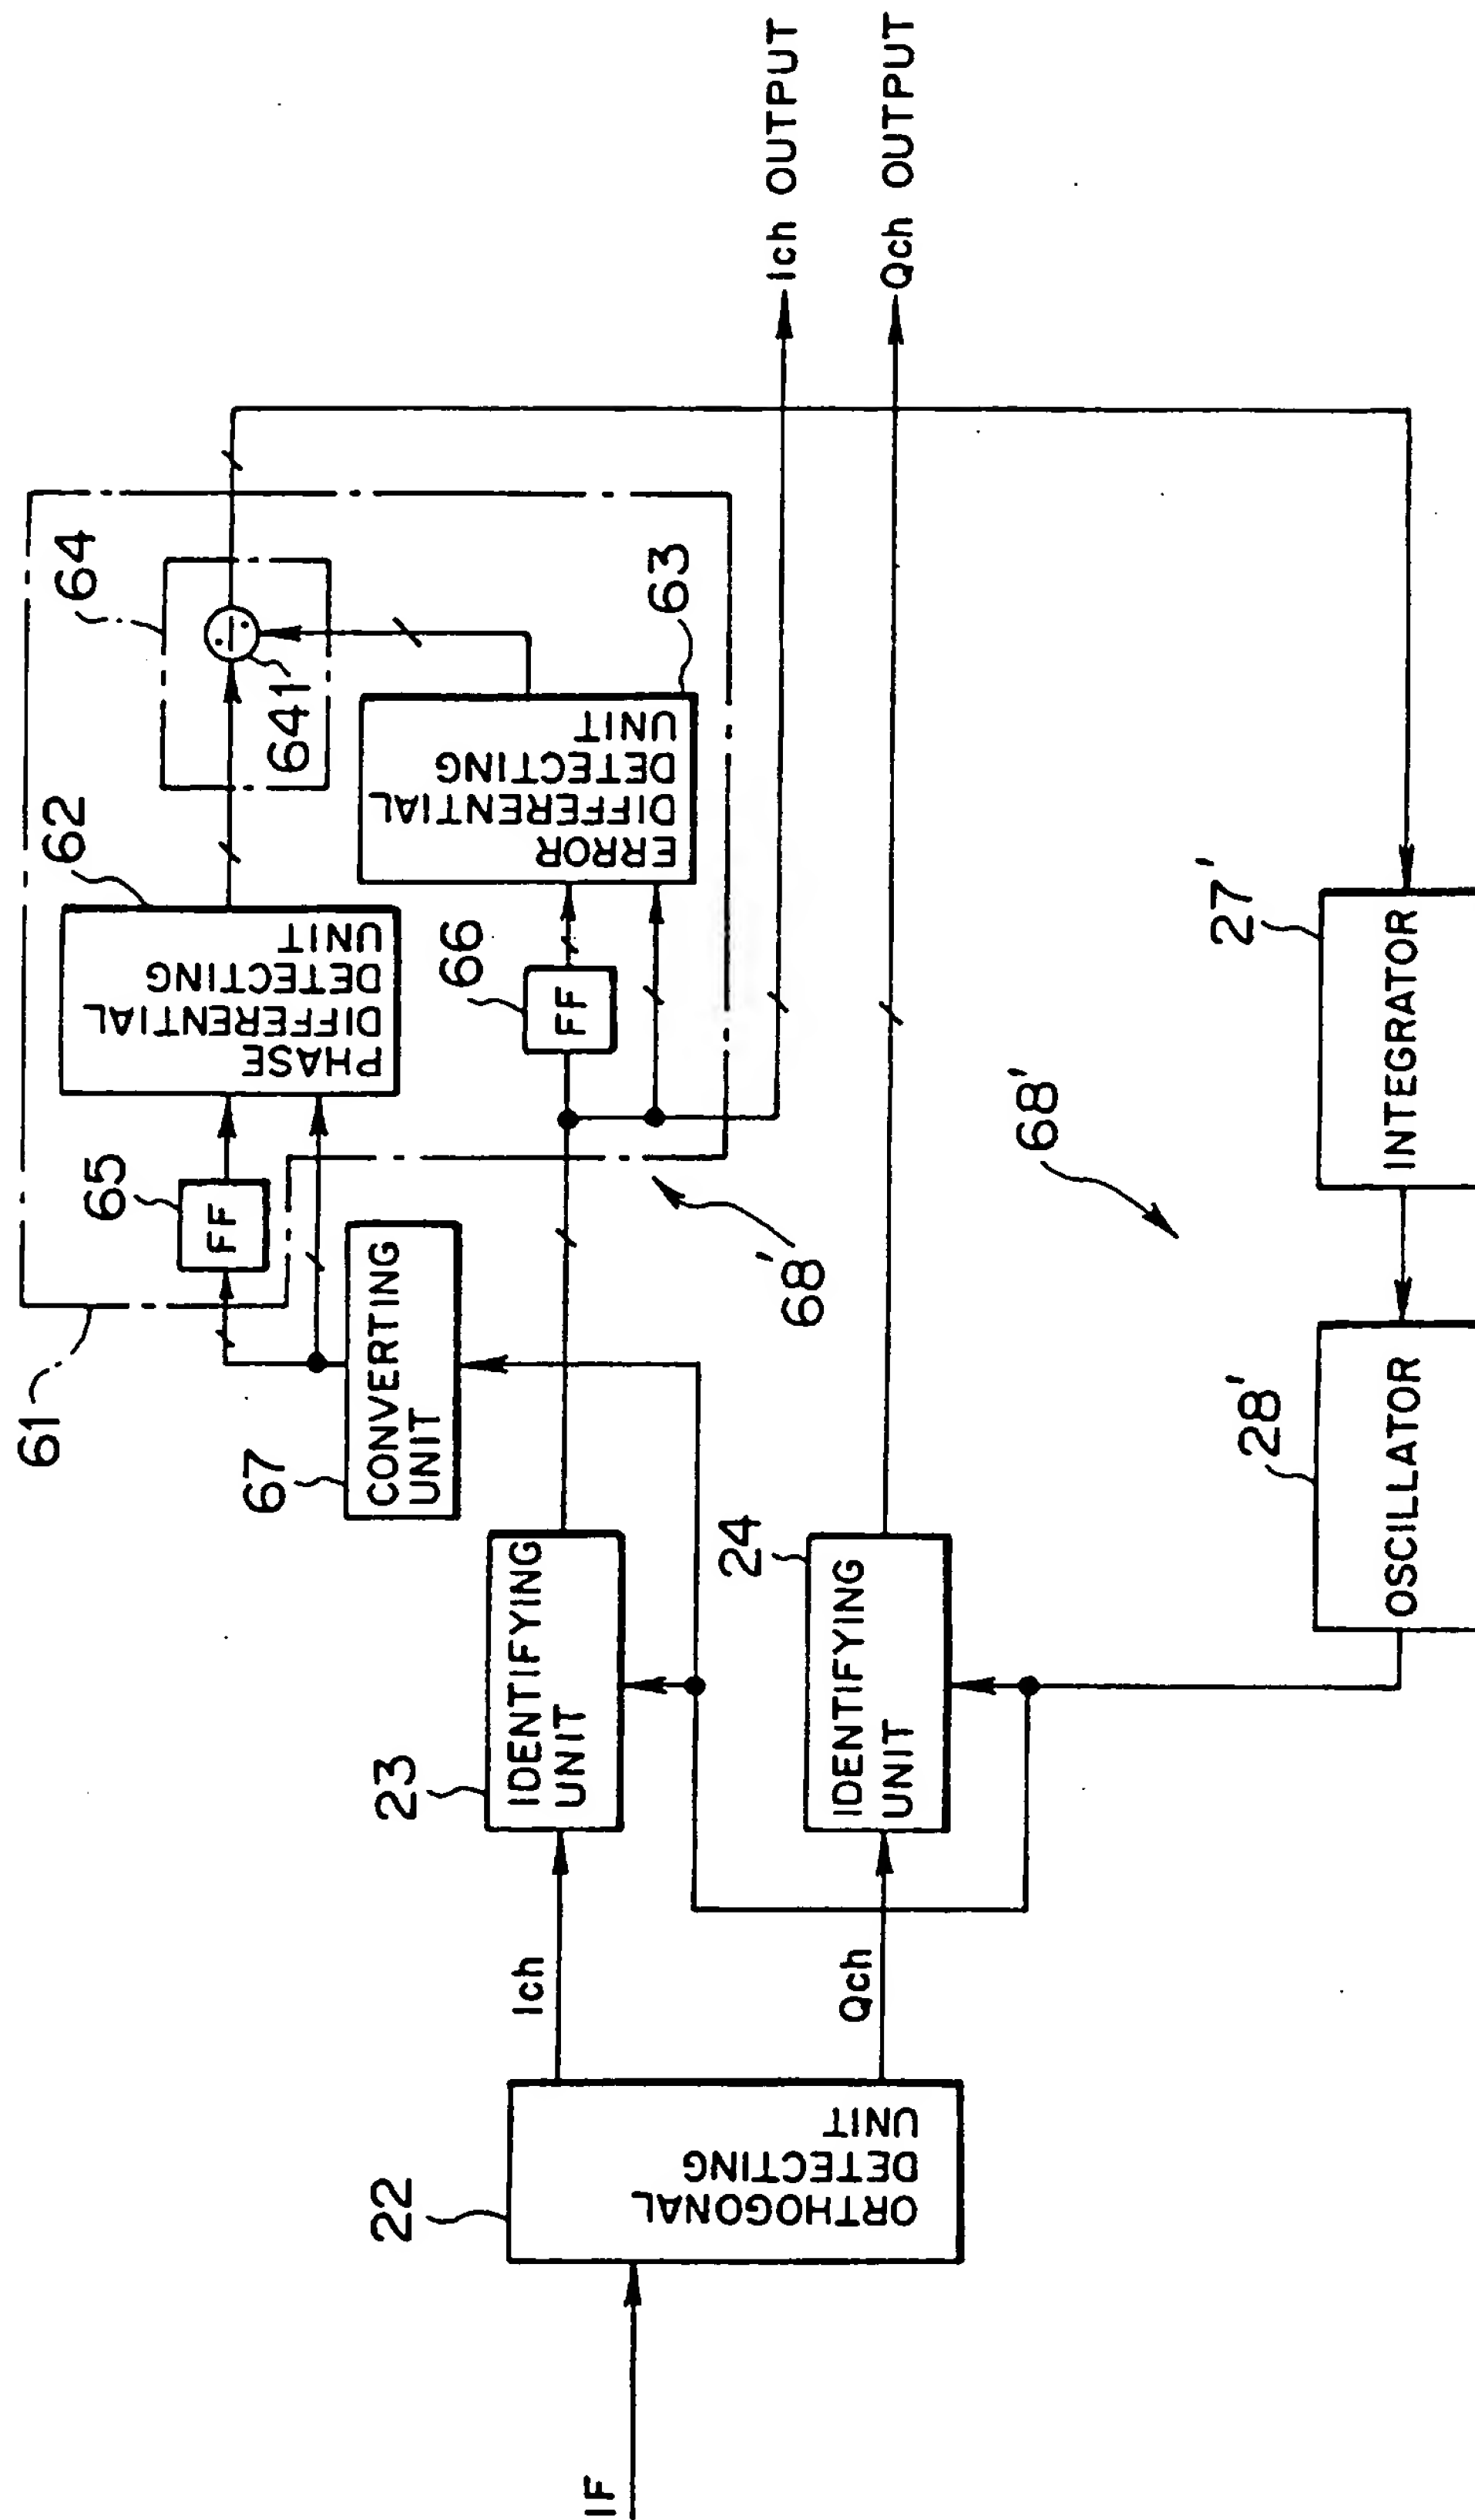 61
62
64
65
FF
PHASE
DIFFERENTIAL
DETECTING
UNIT
641
67
CONVERTING
UNIT
66
FF
ERROR
DIFFERENTIAL
DETECTING
UNIT
63
22
IF
ORTHOGONAL
DETECTING
UNIT
Ich
Qch
23
IDENTIFYING
UNIT
24
IDENTIFYING
UNIT
68'
Ich OUTPUT
Qch OUTPUT
68'
28'
OSCILLATOR
27'
INTEGRATOR